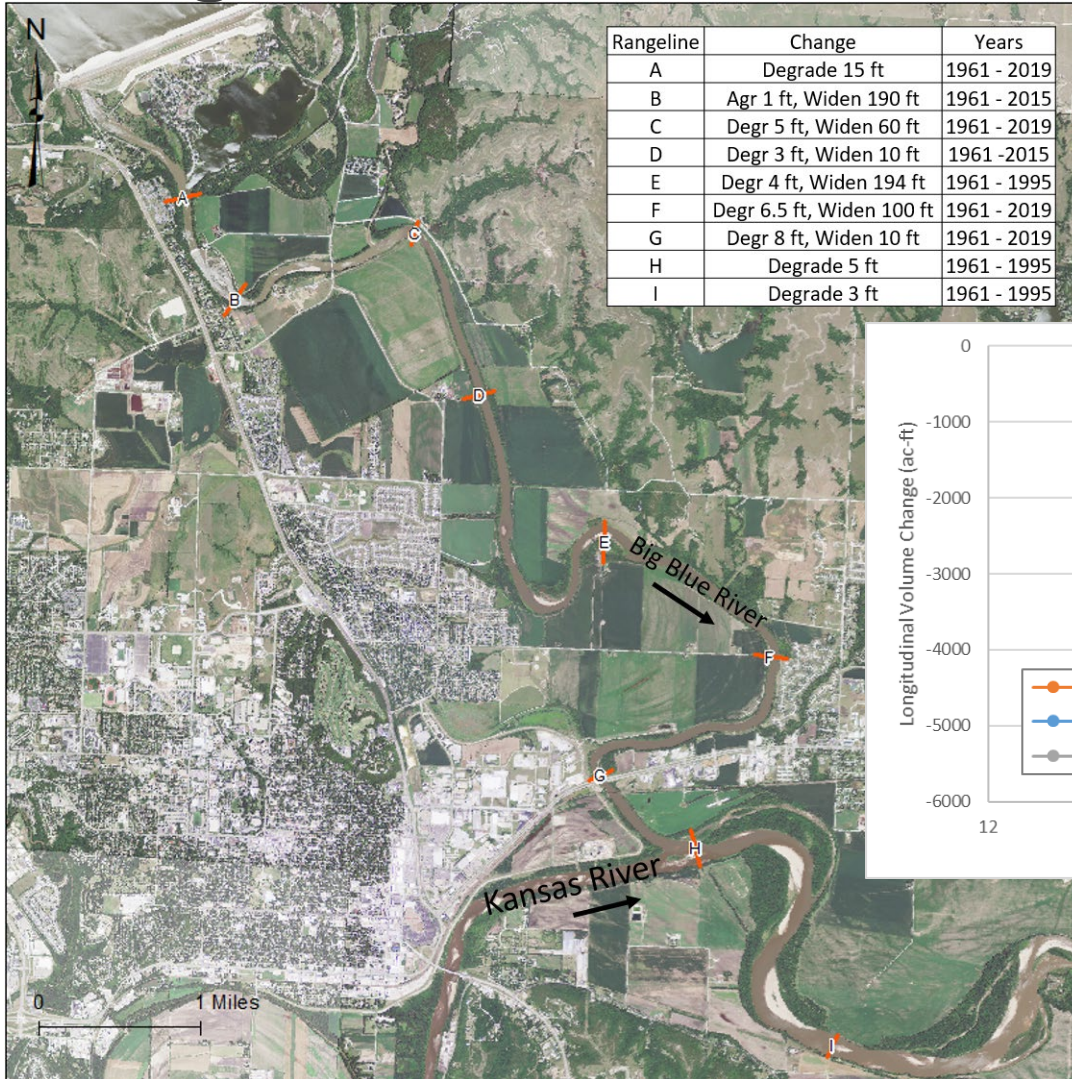 N
Rangeline Change Years
A Degrade 15 ft 1961 - 2019
B Agr 1 ft, Widen 190 ft 1961 - 2015
C Degr 5 ft, Widen 60 ft 1961 - 2019
D Degr 3 ft, Widen 10 ft 1961 -2015
E Degr 4 ft, Widen 194 ft 1961 - 1995
F Degr 6.5 ft, Widen 100 ft 1961 - 2019
G Degr 8 ft, Widen 10 ft 1961 - 2019
H Degrade 5 ft 1961 - 1995
I Degrade 3 ft 1961 - 1995
A
B
C
D
E
Big Blue River
F
G
H
Kansas River
I
0 1 Miles
Longitudinal Volume Change (ac-ft)
0
-1000
-2000
-3000
-4000
-5000
-6000
12